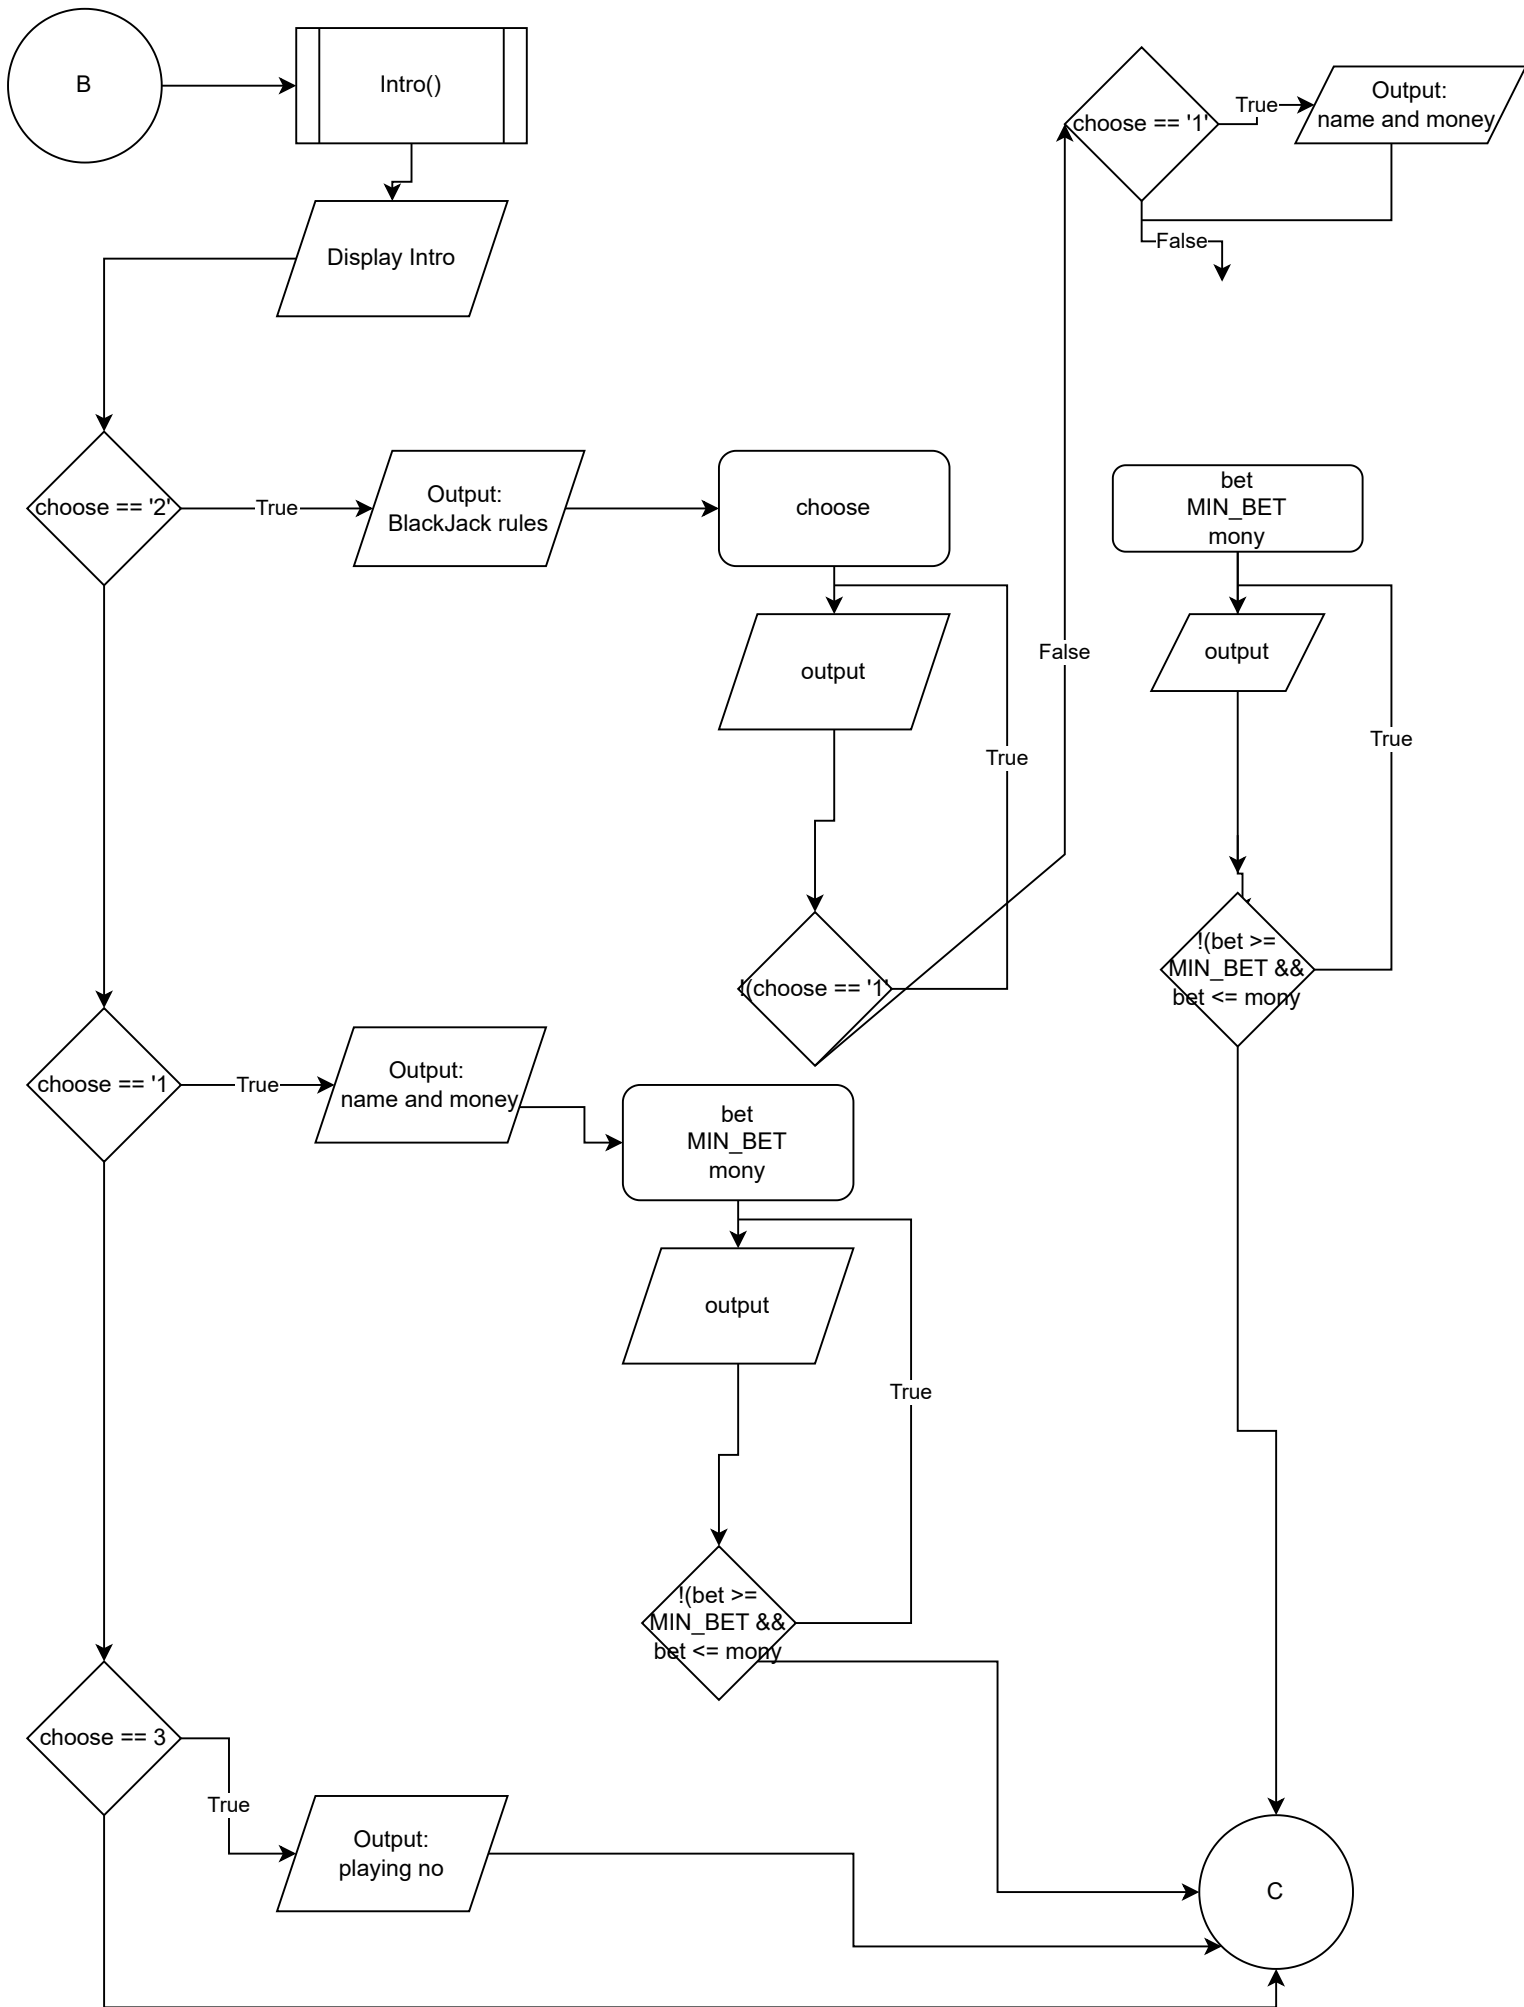 B
Intro()
choose == '1'
True
Output:
name and money
False
Display Intro
choose == '2'
True
Output:
BlackJack rules
choose
bet
MIN_BET
mony
output
output
False
True
True
!(choose == '1'
!(bet >=
MIN_BET &&
bet <= mony
choose == '1
True
Output:
name and money
bet
MIN_BET
mony
output
True
!(bet >=
MIN_BET &&
bet <= mony
choose == 3
True
Output:
playing no
C